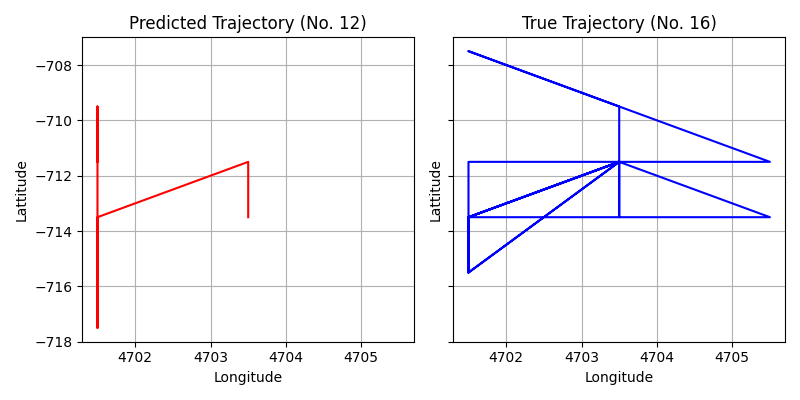 Predicted Trajectory (No. 12)
True Trajectory (No. 16)
Lattitude
−708
−710
−712
−714
−716
−718
4702
4703
4704
4705
Longitude
Lattitude
4702
4703
4704
4705
Longitude